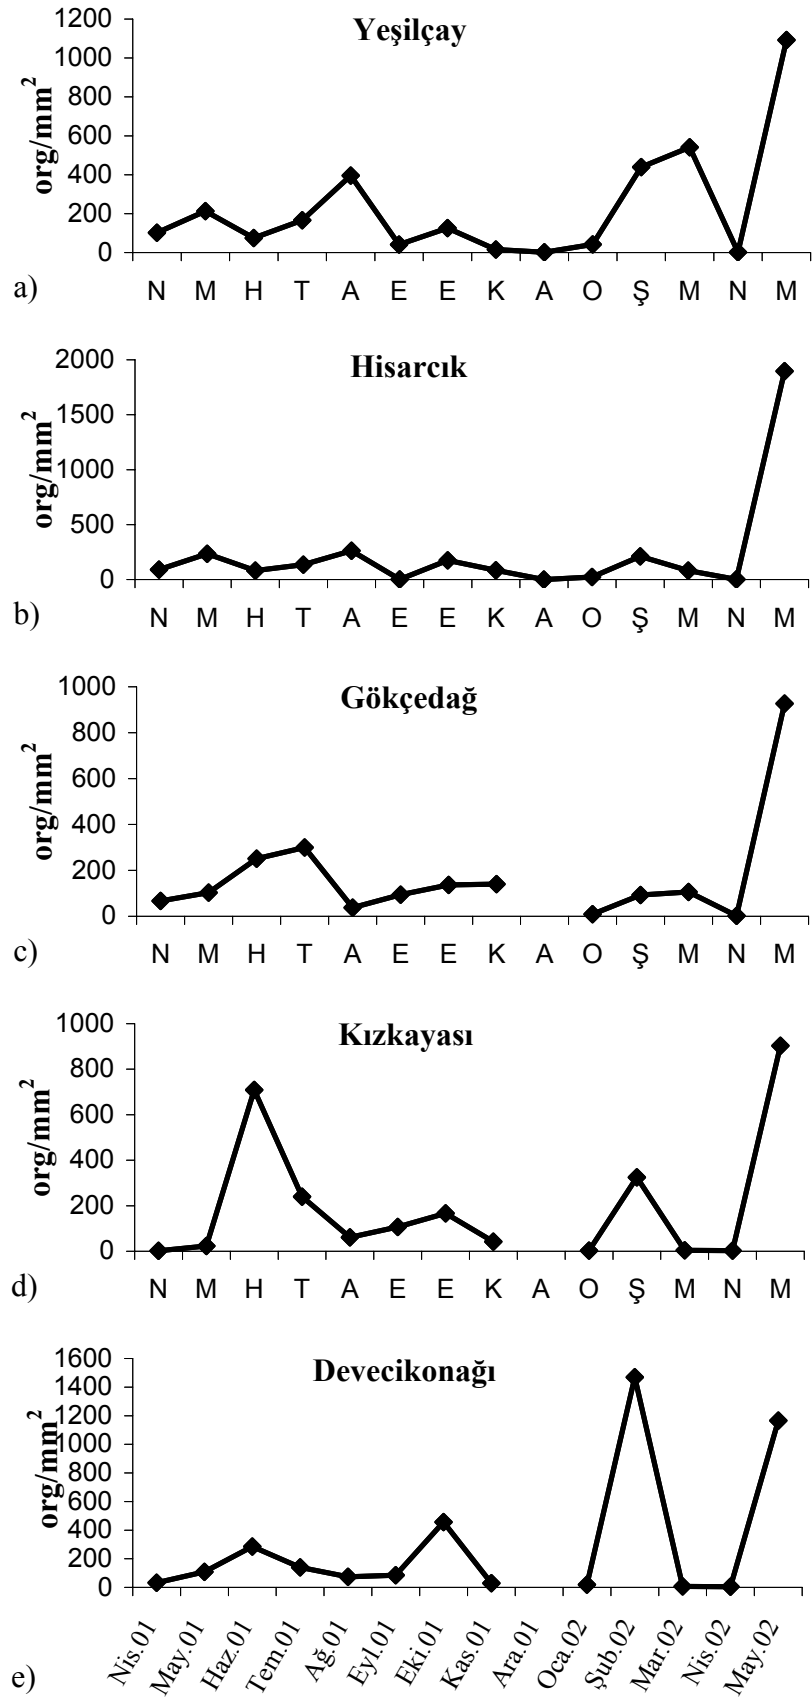 Yeşilçay
org/mm²
1200
1000
800
600
400
200
0
a)
N M H T A E E K A O Ş M N M
Hisarcık
org/mm²
2000
1500
1000
500
0
b)
N M H T A E E K A O Ş M N M
Gökçedağ
org/mm²
1000
800
600
400
200
0
c)
N M H T A E E K A O Ş M N M
Kızkayası
org/mm²
1000
800
600
400
200
0
d)
N M H T A E E K A O Ş M N M
Devecikonağı
org/mm²
1600
1400
1200
1000
800
600
400
200
0
e)
Nis.01 May.01 Haz.01 Tem.01 Ağ.01 Eyl.01 Eki.01 Kas.01 Ara.01 Oca.02 Şub.02 Mar.02 Nis.02 May.02